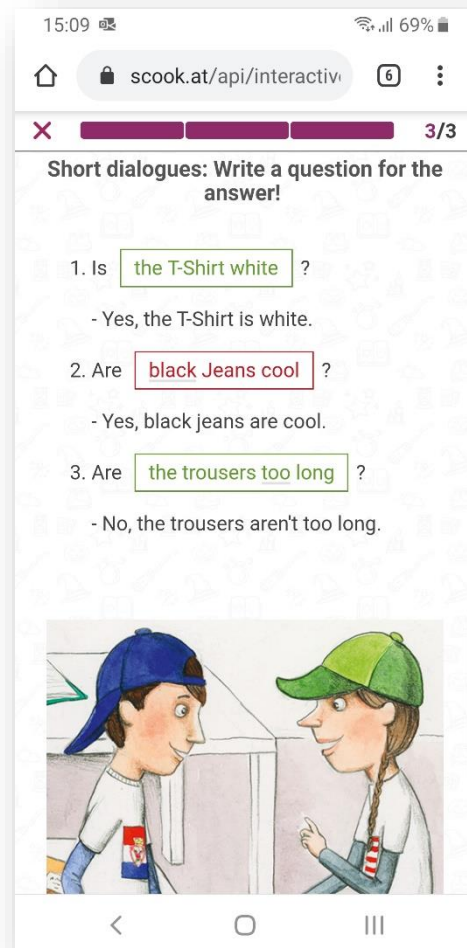 15:09 69%
scook.at/api/interactiv 6
3/3
Short dialogues: Write a question for the
answer!
1. Is the T-Shirt white ?
- Yes, the T-Shirt is white.
2. Are black Jeans cool ?
- Yes, black jeans are cool.
3. Are the trousers too long ?
- No, the trousers aren't too long.